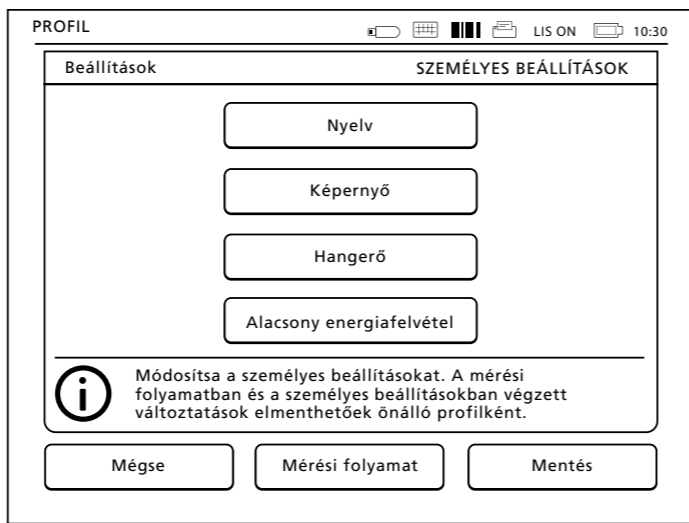 PROFIL LIS ON 10:30
Beállítások SZEMÉLYES BEÁLLÍTÁSOK
Nyelv
Képernyő
Hangerő
Alacsony energiafelvétel
Módosítsa a személyes beállításokat. A mérési
folyamatban és a személyes beállításokban végzett
változtatások elmenthetőek önálló profilként.
Mégse Mérési folyamat Mentés